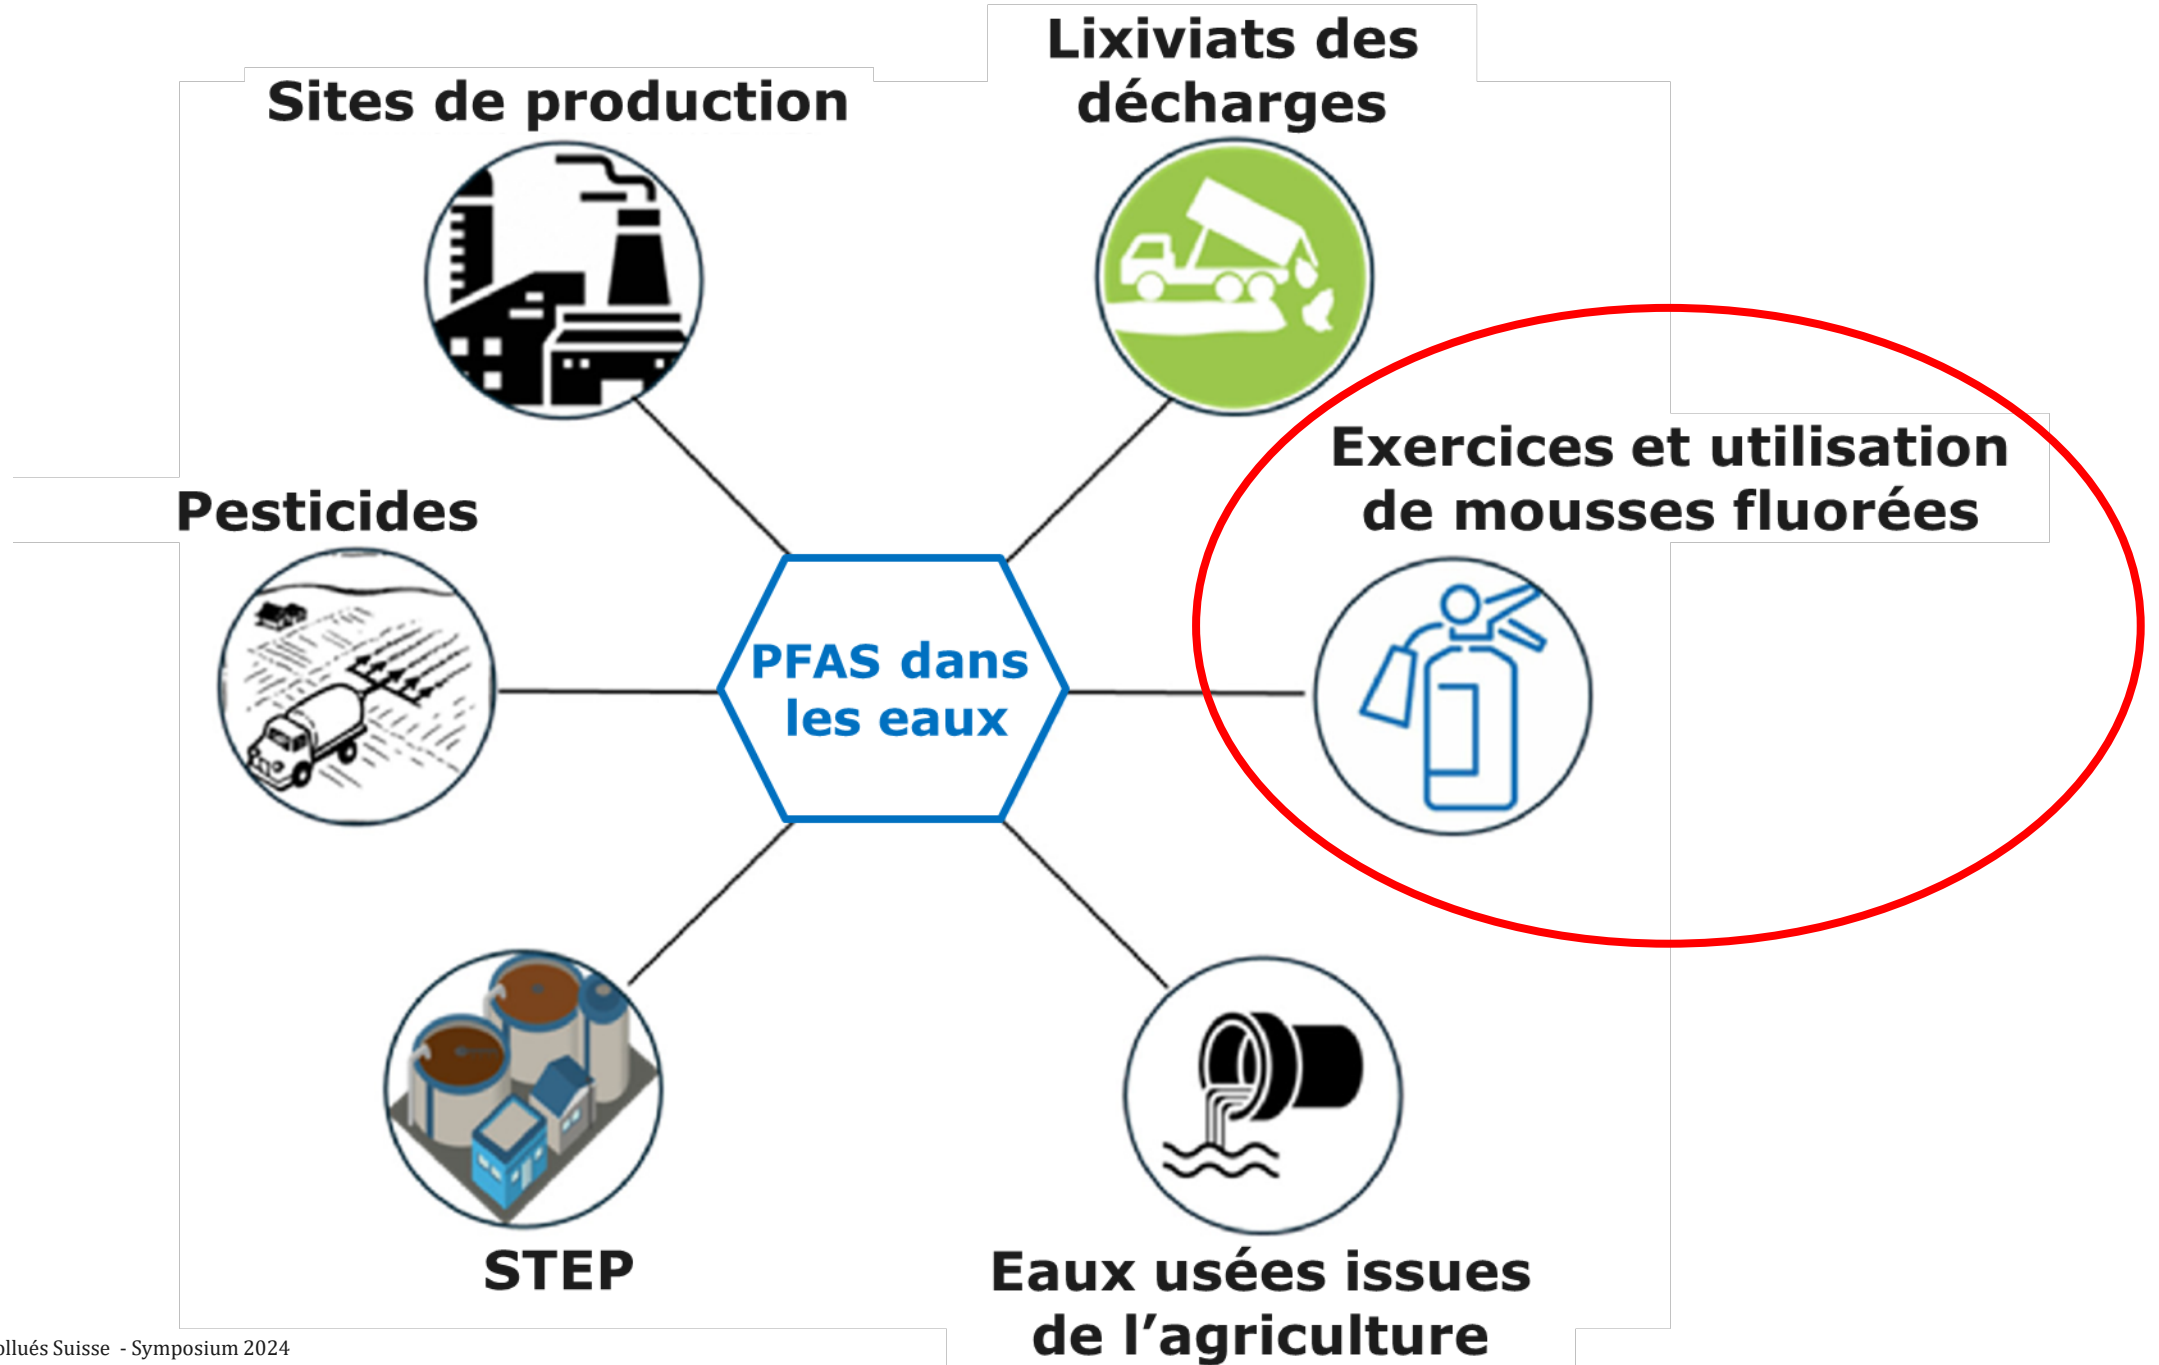 Lixiviats des
décharges
Sites de production
Exercices et utilisation
de mousses fluorées
Pesticides
PFAS dans
les eaux
STEP
Eaux usées issues
de l’agriculture
Suisse - Symposium 2024